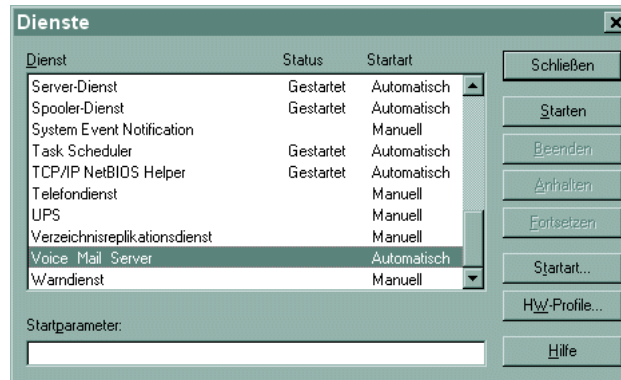 Dienste
Dienst Status Startart
Server-Dienst Gestartet Automatisch
Spooler-Dienst Gestartet Automatisch
System Event Notification Manuell
Task Scheduler Gestartet Automatisch
TCP/IP NetBIOS Helper Gestartet Automatisch
Telefondienst Manuell
UPS Manuell
Verzeichnisreplikationsdienst Manuell
Voice Mail Server Automatisch
Warndienst Manuell
Startparameter:
Schließen
Starten
Beenden
Anhalten
Fortsetzen
Startart...
HW-Profile...
Hilfe